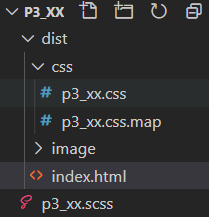 P3_XX
dist
css
p3_xx.css
p3_xx.css.map
image
index.html
p3_xx.scss